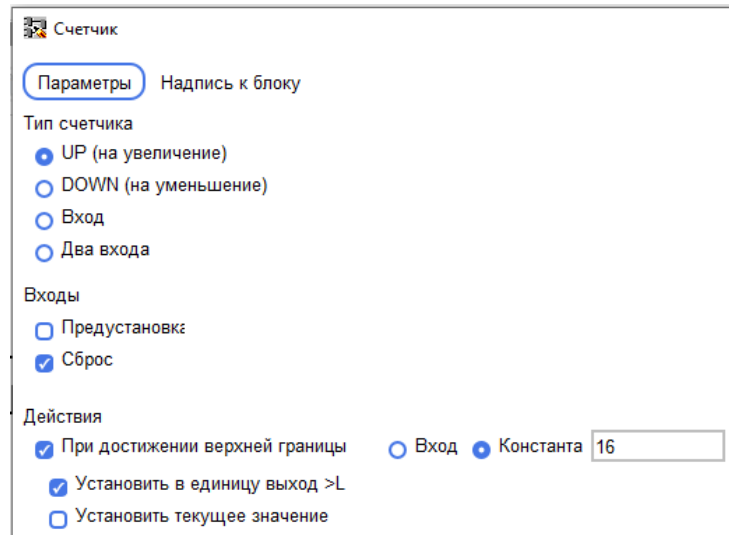 Счетчик
Параметры Надпись к блоку
Тип счетчика
UP (на увеличение)
DOWN (на уменьшение)
Вход
Два входа
Входы
Предустановка
Сброс
Действия
При достижении верхней границы Вход Константа 16
Установить в единицу выход >L
Установить текущее значение